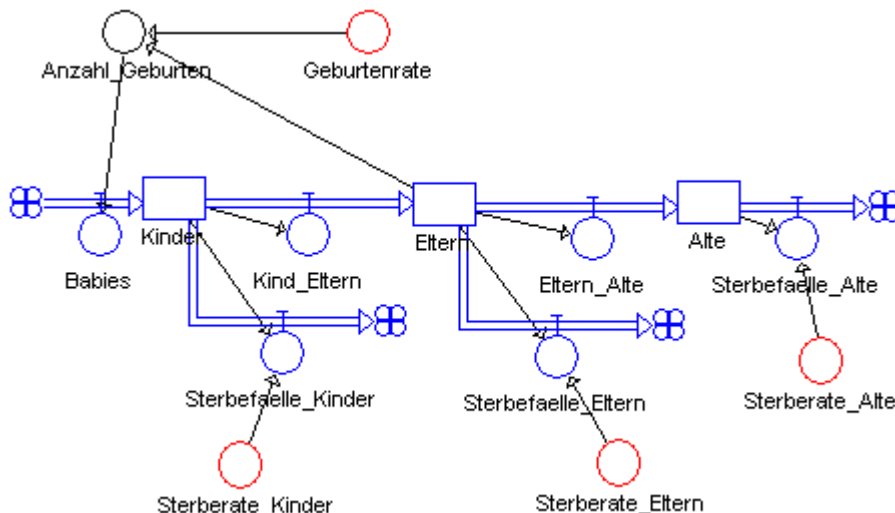 Anzahl_Geburten
Geburtenrate
Kinder
Eltern
Alte
Babies
Kind_Eltern
Eltern_Alte
Sterbefaelle_Alte
Sterbefaelle_Kinder
Sterbefaelle_Eltern
Sterberate_Alte
Sterberate_Kinder
Sterberate_Eltern